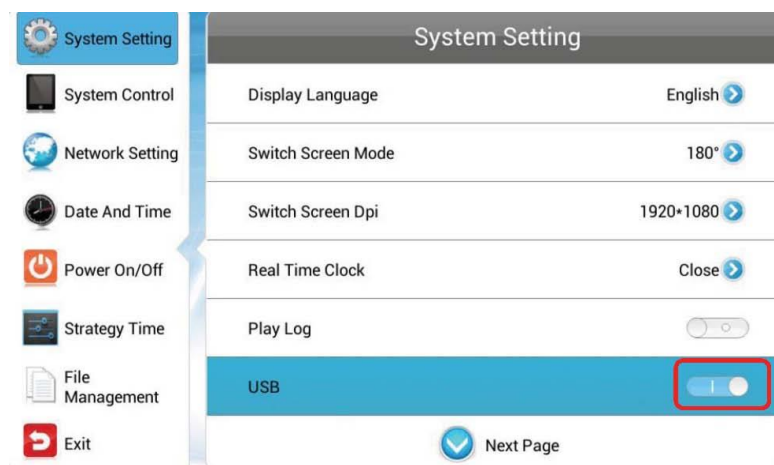 System Setting
System Control
Network Setting
Date And Time
Power On/Off
Strategy Time
File
Management
Exit
System Setting
Display Language English
Switch Screen Mode 180°
Switch Screen Dpi 1920*1080
Real Time Clock Close
Play Log
USB
Next Page